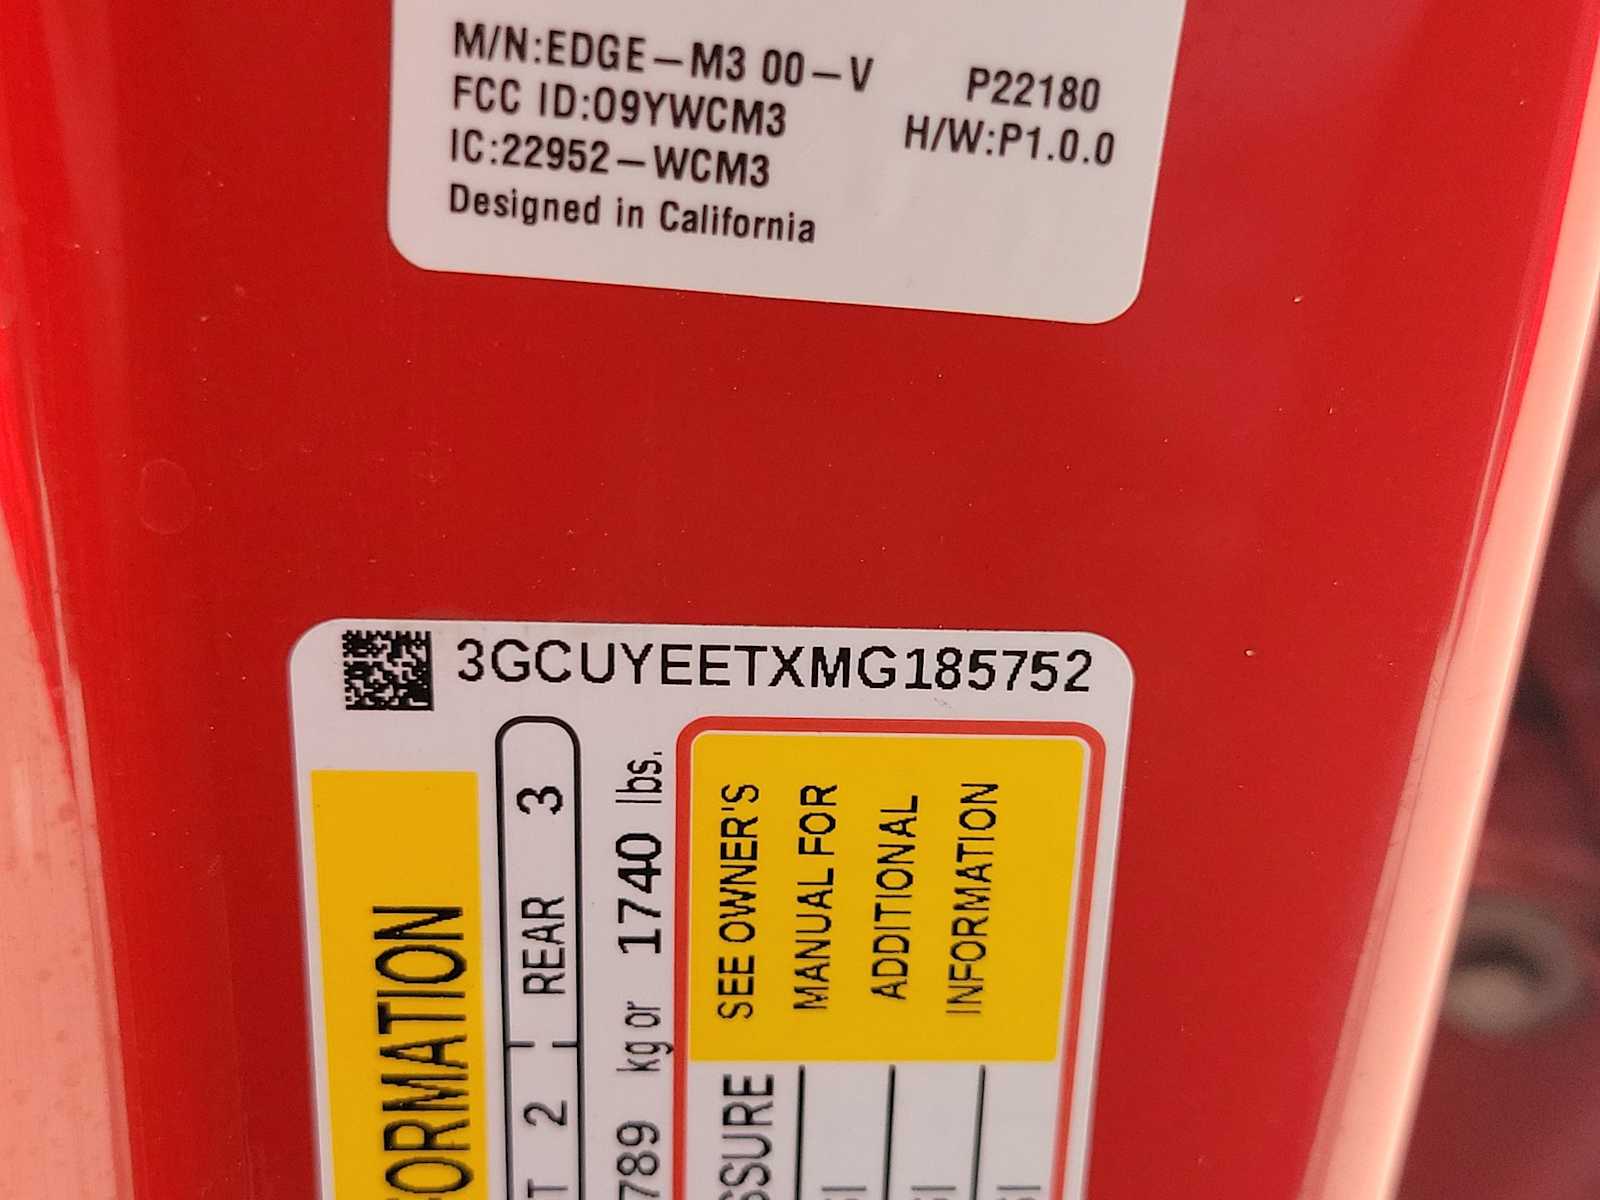 M/N:EDGE-M3 00-V P22180
FCC ID:O9YWCM3 H/W:P1.0.0
IC:22952-WCM3
Designed in California
3GCUYEETXMG185752
ORMATION
T 2 REAR 3
789 kg or 1740 lbs.
SSURE
SEE OWNER'S
MANUAL FOR
ADDITIONAL
INFORMATION